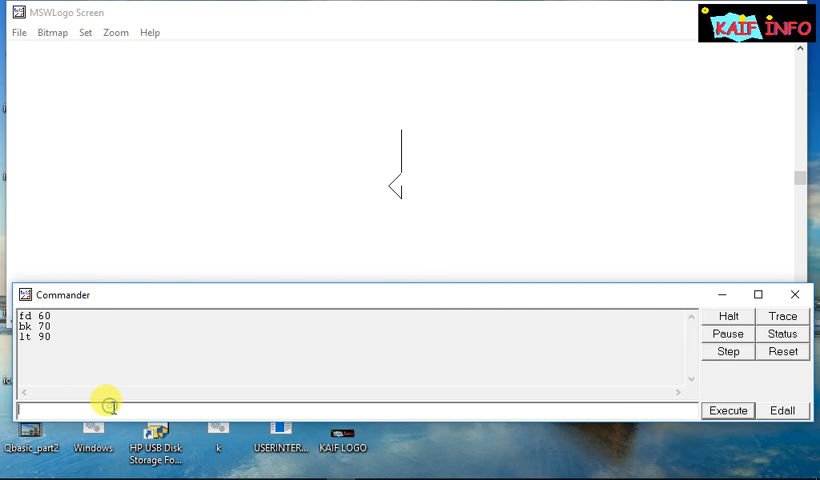 MSWLogo Screen
KAIF INFO
File Bitmap Set Zoom Help
Commander
fd 60
bk 70
lt 90
Halt Trace
Pause Status
Step Reset
Execute Edall
Qbasic_part2 Windows HP USB Disk Storage Fo... k USERINTER... KAIF LOGO